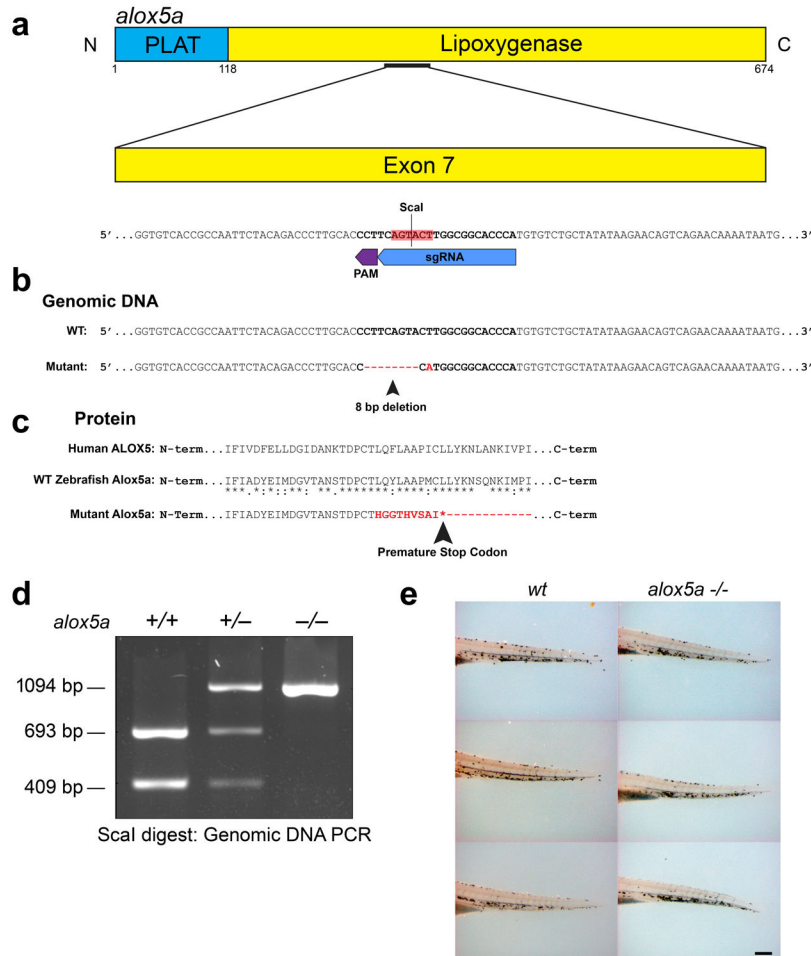 a
alox5a
N PLAT Lipoxygenase C
1 118 674
Exon 7
ScaI
5’ ...GGTGTCACCGCCAATTCTACAGACCCTTGCACCCTTCAGTACTTGGCGGCACCCATGTGTCTGCTATATAAGAACAGTCAGAACAAAATAATG...3’
sgRNA
PAM
b
Genomic DNA
WT: 5’ ...GGTGTCACCGCCAATTCTACAGACCCTTGCACCCTTCAGTACTTGGCGGCACCCATGTGTCTGCTATATAAGAACAGTCAGAACAAAATAATG...3’
Mutant: 5’ ...GGTGTCACCGCCAATTCTACAGACCCTTGCACC--------CATGGCGGCACCCATGTGTCTGCTATATAAGAACAGTCAGAACAAAATAATG...3’
8 bp deletion
c
Protein
Human ALOX5: N-term...IFIVDFELLDGIDANKTDPCTLQFLAAPICLLYKNLANKIVPI...C-term
WT Zebrafish Alox5a: N-term...IFIADYEIMDGVTANSTDPCTLQYLAAPMCLLYKNSQNKIMPI...C-term
***.*:*::**: **.*******:****:****** ***:**
Mutant Alox5a: N-Term...IFIADYEIMDGVTANSTDPCTHGGTHVSAI*------------...C-term
Premature Stop Codon
d
alox5a +/+ +/– –/–
1094 bp
693 bp
409 bp
ScaI digest: Genomic DNA PCR
e
wt alox5a -/-